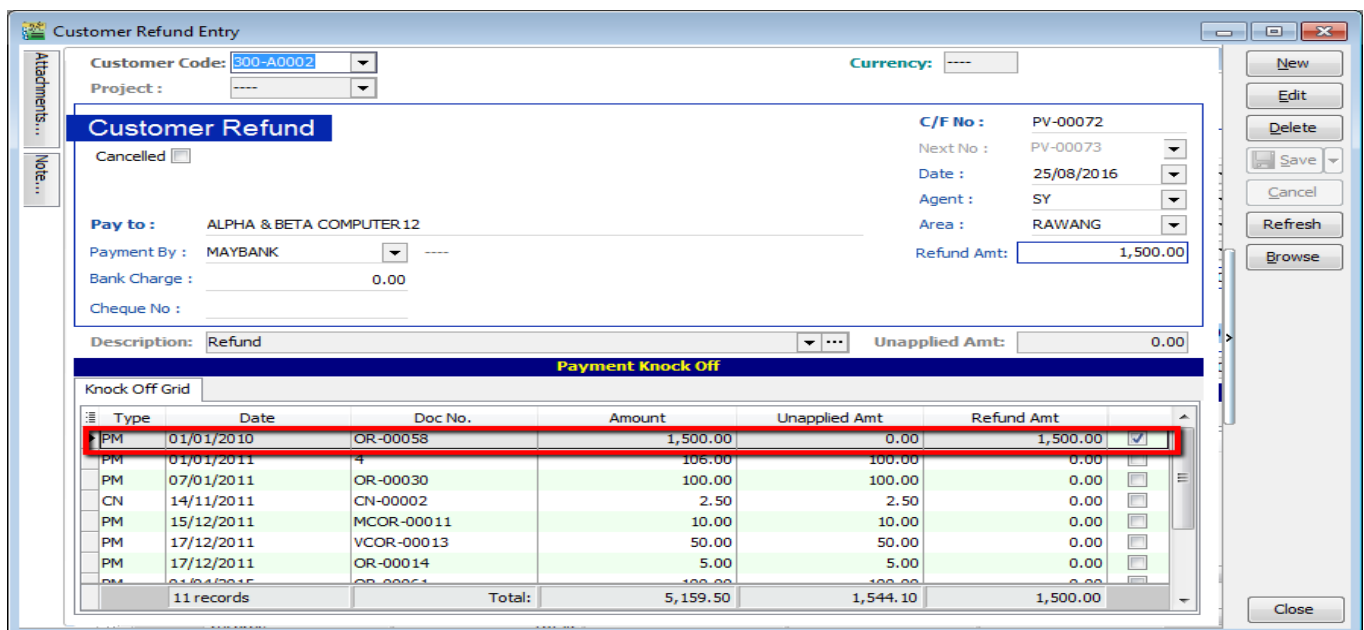 Customer Refund Entry
Attachments...
Note...
Customer Code: 300-A0002
Currency: ----
Project : ----
Customer Refund
Cancelled
C/F No : PV-00072
Next No : PV-00073
Date : 25/08/2016
Agent : SY
Pay to : ALPHA & BETA COMPUTER12
Area : RAWANG
Payment By : MAYBANK ----
Refund Amt: 1,500.00
Bank Charge : 0.00
Cheque No :
Description: Refund
Unapplied Amt: 0.00
Payment Knock Off
Knock Off Grid
Type Date Doc No. Amount Unapplied Amt Refund Amt
PM 01/01/2010 OR-00058 1,500.00 0.00 1,500.00
PM 01/01/2011 4 106.00 100.00 0.00
PM 07/01/2011 OR-00030 100.00 100.00 0.00
CN 14/11/2011 CN-00002 2.50 2.50 0.00
PM 15/12/2011 MCOR-00011 10.00 10.00 0.00
PM 17/12/2011 VCOR-00013 50.00 50.00 0.00
PM 17/12/2011 OR-00014 5.00 5.00 0.00
11 records Total: 5,159.50 1,544.10 1,500.00
New
Edit
Delete
Save
Cancel
Refresh
Browse
Close